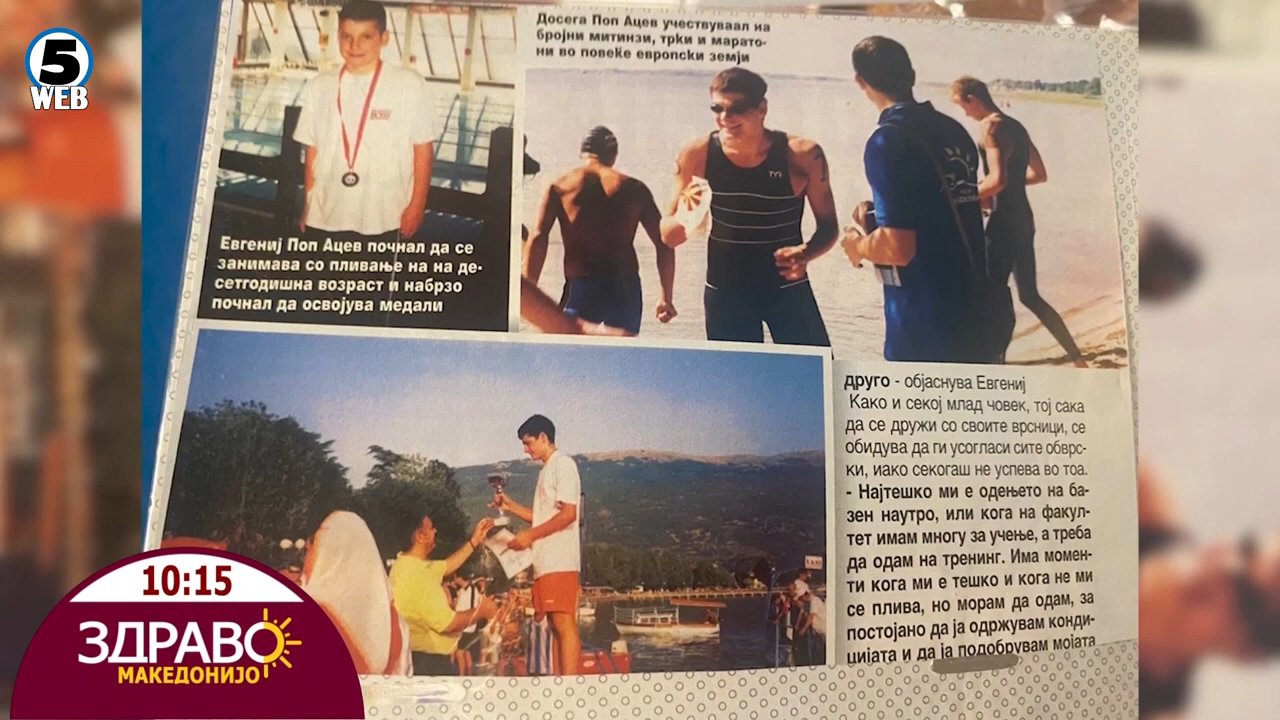 5
WEB
Досега Поп Ацев учествуваал на
бројни митинзи, трки и марато-
ни во повеќе европски земји
TYR
Евгениј Поп Ацев почнал да се
занимава со пливање на на де-
сетгодишна возраст и набрзо
почнал да освојува медали
друго - објаснува Евгениј
Како и секој млад човек, тој сака
да се дружи со своите врсници, се
обидува да ги усогласи сите обврс-
ки, иако секогаш не успева во тоа.
- Најтешко ми е одењето на ба-
зен наутро, или кога на факул-
тет имам многу за учење, а треба
да одам на тренинг. Има момен-
ти кога ми е тешко и кога не ми
се плива, но морам да одам, за
постојано да ја одржувам конди-
цијата и да ја подобрувам мојата
10:15
ЗДРАВО
МАКЕДОНИЈО